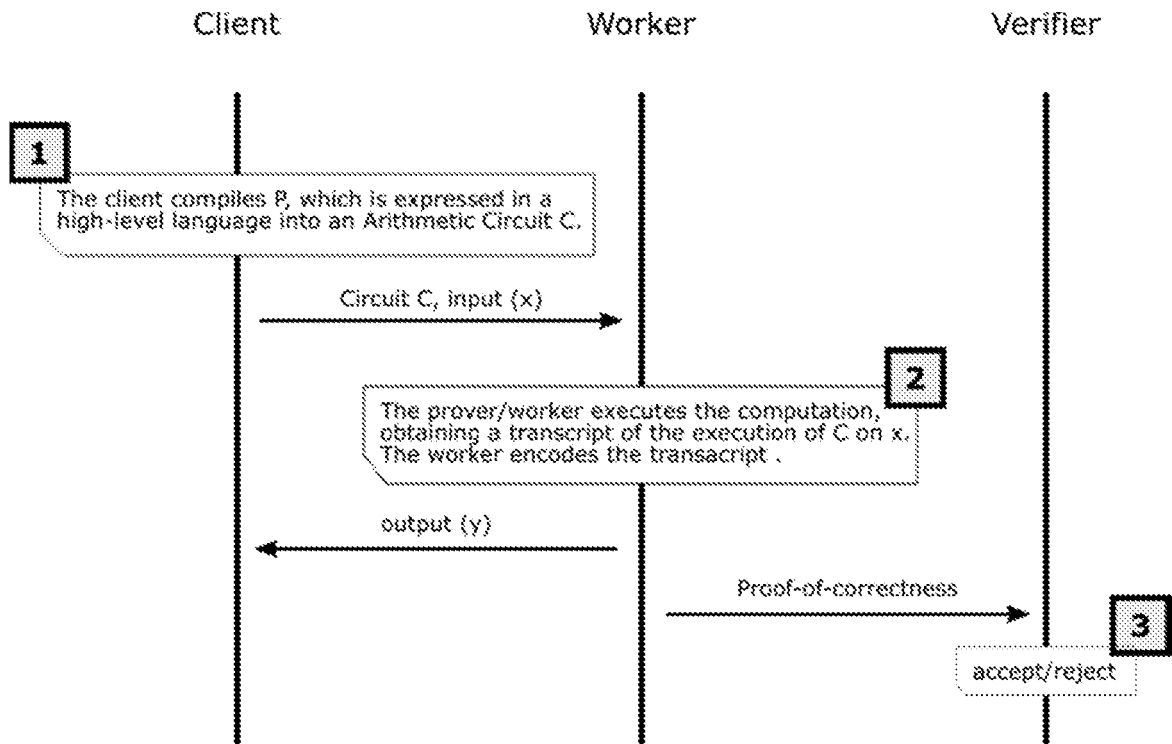 Client
Worker
Verifier
1
The client compiles P, which is expressed in a
high-level language into an Arithmetic Circuit C.
Circuit C, input (x)
2
The prover/worker executes the computation,
obtaining a transcript of the execution of C on x.
The worker encodes the transacript .
output (y)
Proof-of-correctness
3
accept/reject